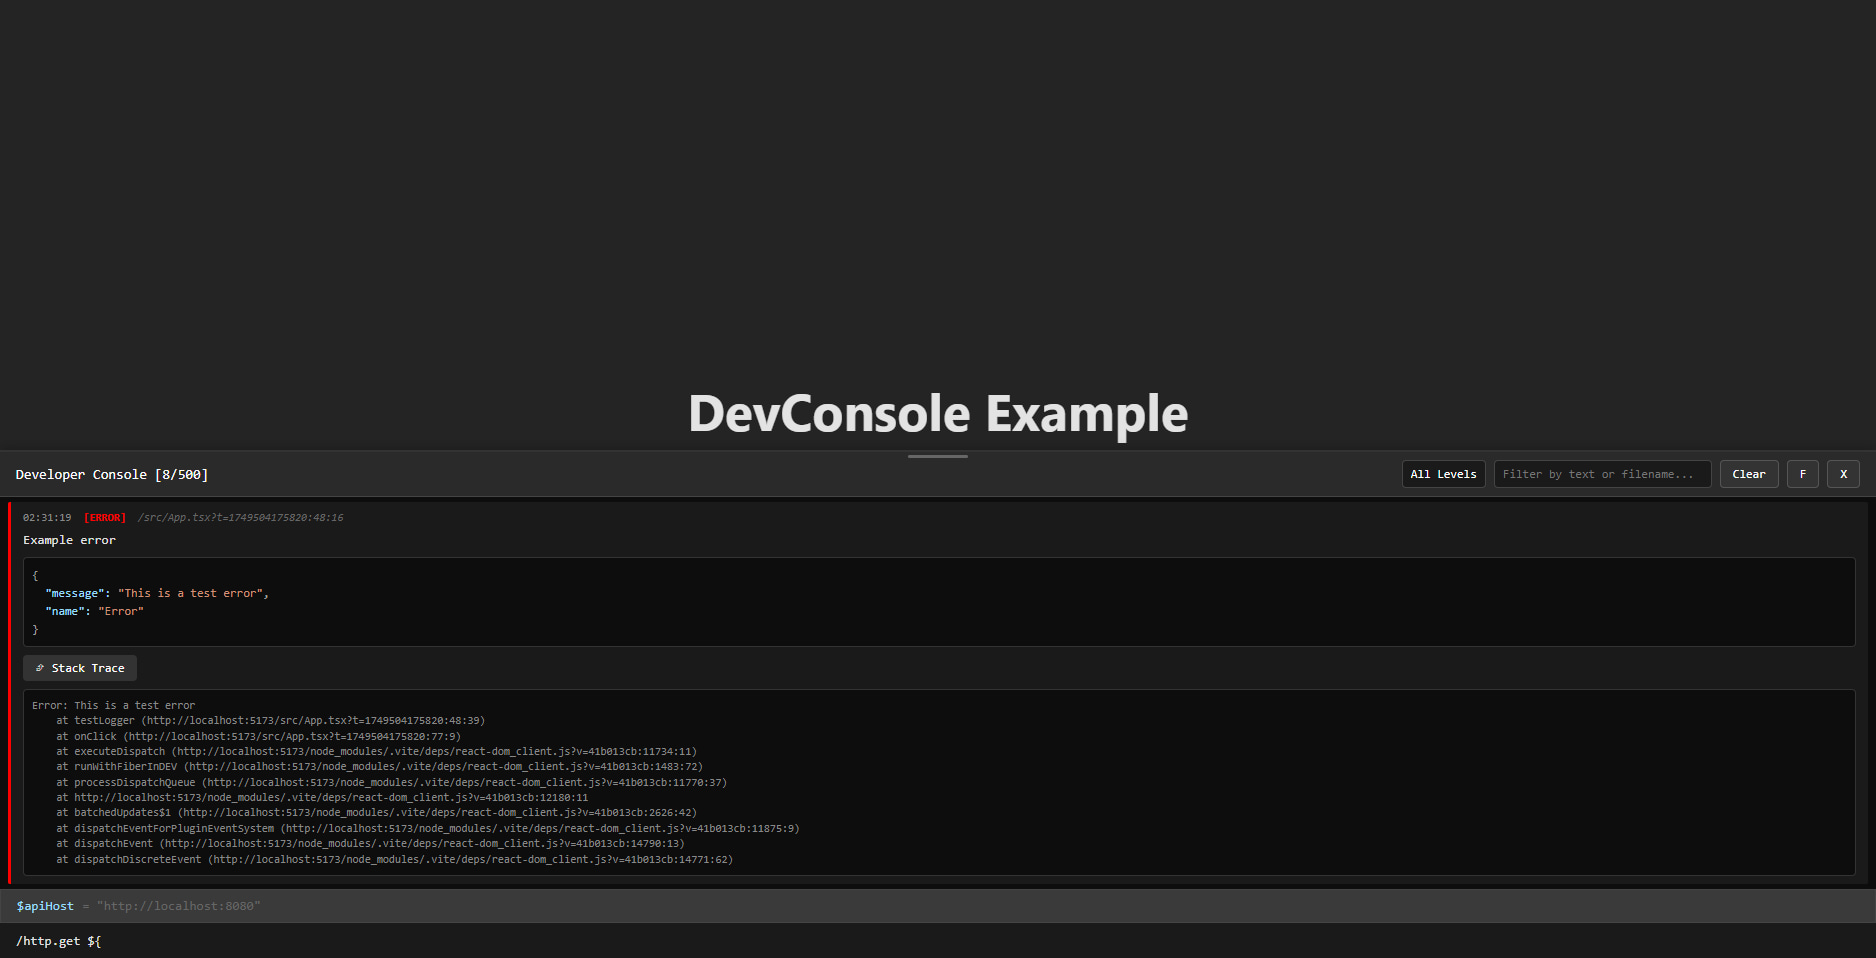 DevConsole Example
Developer Console [8/500]
All Levels
Filter by text or filename...
Clear
F
X
02:31:19 [ERROR] /src/App.tsx?t=1749504175820:48:16
Example error
{
"message": "This is a test error",
"name": "Error"
}
Stack Trace
Error: This is a test error
at testLogger (http://localhost:5173/src/App.tsx?t=1749504175820:48:39)
at onClick (http://localhost:5173/src/App.tsx?t=1749504175820:77:9)
at executeDispatch (http://localhost:5173/node_modules/.vite/deps/react-dom_client.js?v=41b013cb:11734:11)
at runWithFiberInDEV (http://localhost:5173/node_modules/.vite/deps/react-dom_client.js?v=41b013cb:1483:72)
at processDispatchQueue (http://localhost:5173/node_modules/.vite/deps/react-dom_client.js?v=41b013cb:11770:37)
at http://localhost:5173/node_modules/.vite/deps/react-dom_client.js?v=41b013cb:12180:11
at batchedUpdates$1 (http://localhost:5173/node_modules/.vite/deps/react-dom_client.js?v=41b013cb:2626:42)
at dispatchEventForPluginEventSystem (http://localhost:5173/node_modules/.vite/deps/react-dom_client.js?v=41b013cb:11875:9)
at dispatchEvent (http://localhost:5173/node_modules/.vite/deps/react-dom_client.js?v=41b013cb:14790:13)
at dispatchDiscreteEvent (http://localhost:5173/node_modules/.vite/deps/react-dom_client.js?v=41b013cb:14771:62)
$apiHost = "http://localhost:8080"
/http.get ${